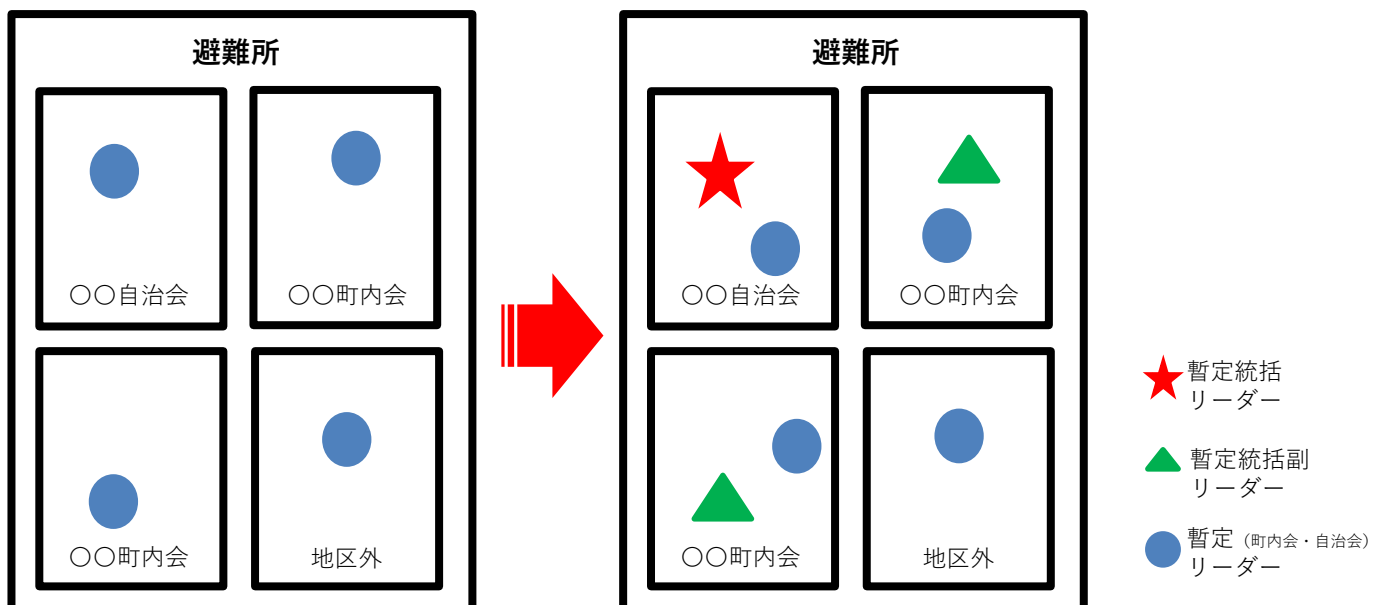 避難所
〇〇自治会
〇〇町内会
〇〇町内会
地区外
避難所
〇〇自治会
〇〇町内会
〇〇町内会
地区外
暫定統括
リーダー
暫定統括副
リーダー
暫定（町内会・自治会）
リーダー